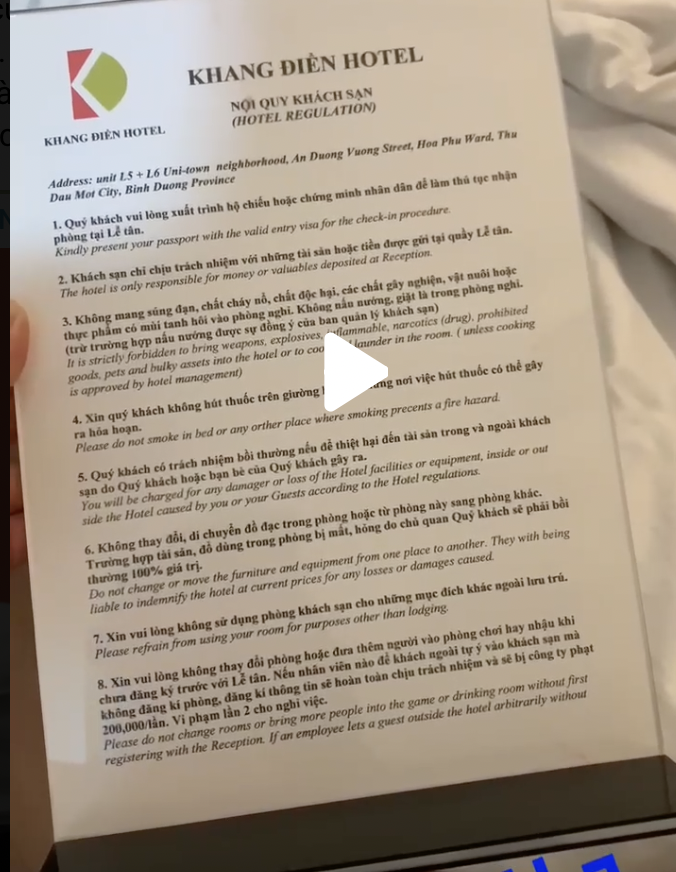 KHANG ĐIỀN HOTEL
NỘI QUY KHÁCH SẠN
(HOTEL REGULATION)
KHANG ĐIỀN HOTEL
Address: unit L5 + L6 Uni-town neighborhood, An Duong Vuong Street, Hoa Phu Ward, Thu
Dau Mot City, Binh Duong Province
1. Quý khách vui lòng xuất trình hộ chiếu hoặc chứng minh nhân dân để làm thủ tục nhận
phòng tại Lễ tân.
Kindly present your passport with the valid entry visa for the check-in procedure.
2. Khách sạn chỉ chịu trách nhiệm với những tài sản hoặc tiền được gửi tại quầy Lễ tân.
The hotel is only responsible for money or valuables deposited at Reception.
3. Không mang súng đạn, chất cháy nổ, chất độc hại, các chất gây nghiện, vật nuôi hoặc
thực phẩm có mùi tanh hôi vào phòng nghỉ. Không nấu nướng, giặt là trong phòng nghỉ.
(trừ trường hợp nấu nướng được sự đồng ý của ban quản lý khách sạn)
It is strictly forbidden to bring weapons, explosives, inflammable, narcotics (drug), prohibited
goods, pets and bulky assets into the hotel or to launder in the room. ( unless cooking
is approved by hotel management)
4. Xin quý khách không hút thuốc trên giường nơi việc hút thuốc có thể gây
ra hỏa hoạn.
Please do not smoke in bed or any orther place where smoking precents a fire hazard.
5. Quý khách có trách nhiệm bồi thường nếu để thiệt hại đến tài sản trong và ngoài khách
sạn do Quý khách hoặc bạn bè của Quý khách gây ra.
You will be charged for any damager or loss of the Hotel facilities or equipment, inside or out
side the Hotel caused by you or your Guests according to the Hotel regulations.
6. Không thay đổi, di chuyển đồ đạc trong phòng hoặc từ phòng này sang phòng khác.
Trường hợp tài sản, đồ dùng trong phòng bị mất, hỏng do chủ quan Quý khách sẽ phải bồi
thường 100% giá trị.
Do not change or move the furniture and equipment from one place to another. They with being
liable to indemnify the hotel at current prices for any losses or damages caused.
7. Xin vui lòng không sử dụng phòng khách sạn cho những mục đích khác ngoài lưu trú.
Please refrain from using your room for purposes other than lodging.
8. Xin vui lòng không thay đổi phòng hoặc đưa thêm người vào phòng chơi hay nhậu khi
chưa đăng ký trước với Lễ tân. Nếu nhân viên nào để khách ngoài tự ý vào khách sạn mà
không đăng kí phòng, đăng kí thông tin sẽ hoàn toàn chịu trách nhiệm và sẽ bị công ty phạt
200,000/lần. Vi phạm lần 2 cho nghỉ việc.
Please do not change rooms or bring more people into the game or drinking room without first
registering with the Reception. If an employee lets a guest outside the hotel arbitrarily without